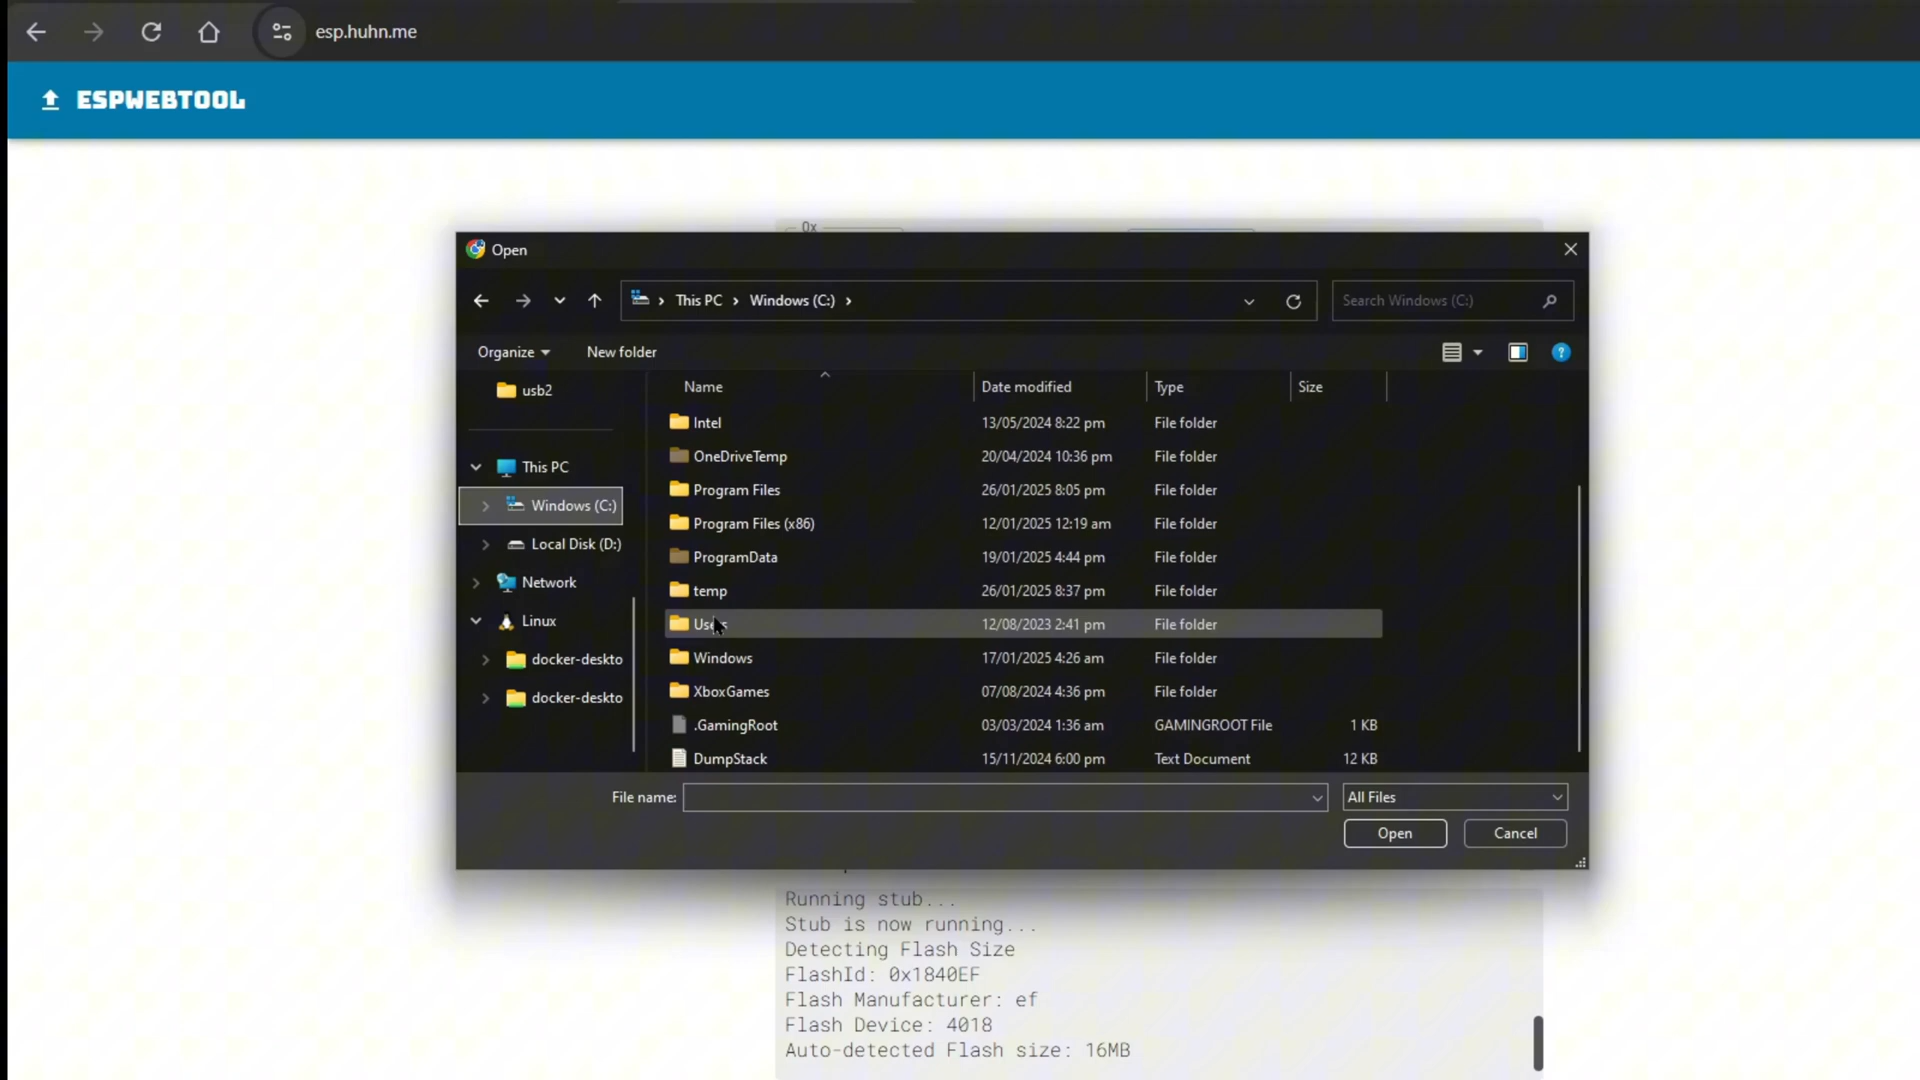 esp.huhn.me
ESPWEBTOOL
0x
Open
This PC
Windows (C:)
Search Windows (C:)
Organize
New folder
usb2
This PC
Windows (C:)
Local Disk (D:)
Network
Linux
docker-deskto
docker-deskto
Name Date modified Type Size
Intel 13/05/2024 8:22 pm File folder
OneDriveTemp 20/04/2024 10:36 pm File folder
Program Files 26/01/2025 8:05 pm File folder
Program Files (x86) 12/01/2025 12:19 am File folder
ProgramData 19/01/2025 4:44 pm File folder
temp 26/01/2025 8:37 pm File folder
Users 12/08/2023 2:41 pm File folder
Windows 17/01/2025 4:26 am File folder
XboxGames 07/08/2024 4:36 pm File folder
.GamingRoot 03/03/2024 1:36 am GAMINGROOT File 1 KB
DumpStack 15/11/2024 6:00 pm Text Document 12 KB
File name:
All Files
Open
Cancel
Running stub...
Stub is now running...
Detecting Flash Size
FlashId: 0x1840EF
Flash Manufacturer: ef
Flash Device: 4018
Auto-detected Flash size: 16MB